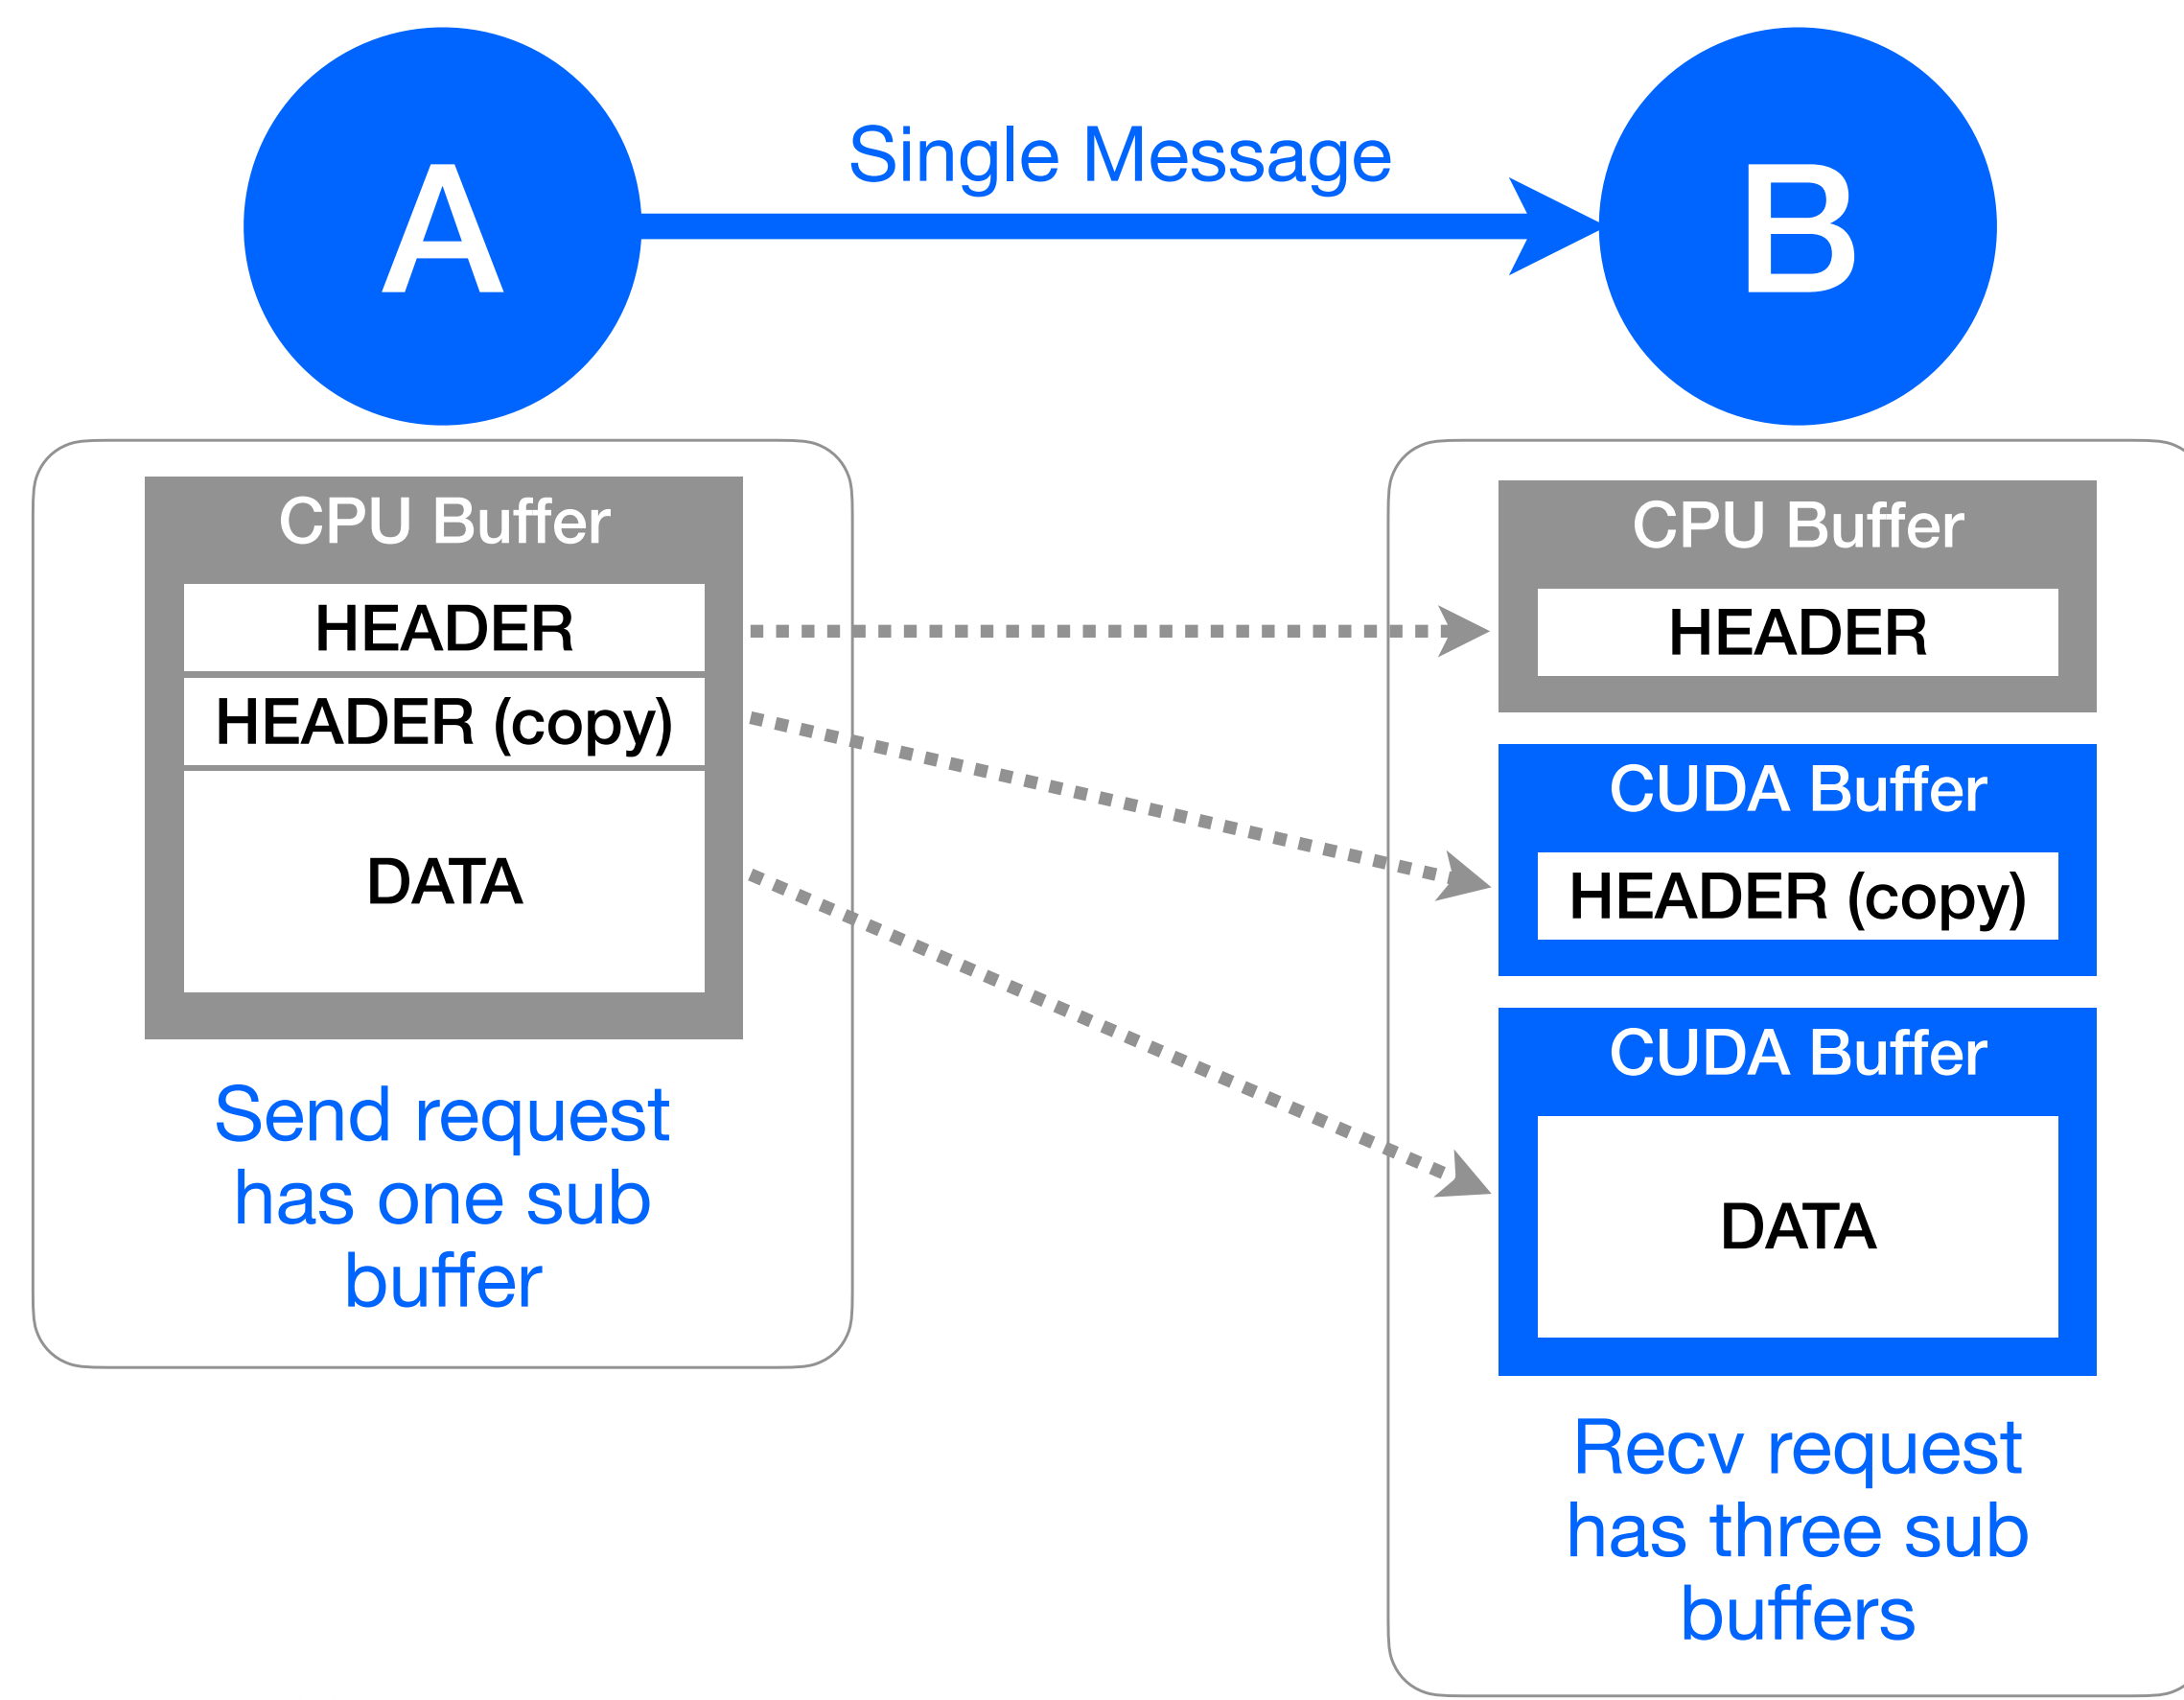 A
Single Message
B
CPU Buffer
HEADER
HEADER (copy)
DATA
Send request
has one sub
buffer
CPU Buffer
HEADER
CUDA Buffer
HEADER (copy)
CUDA Buffer
DATA
Recv request
has three sub
buffers